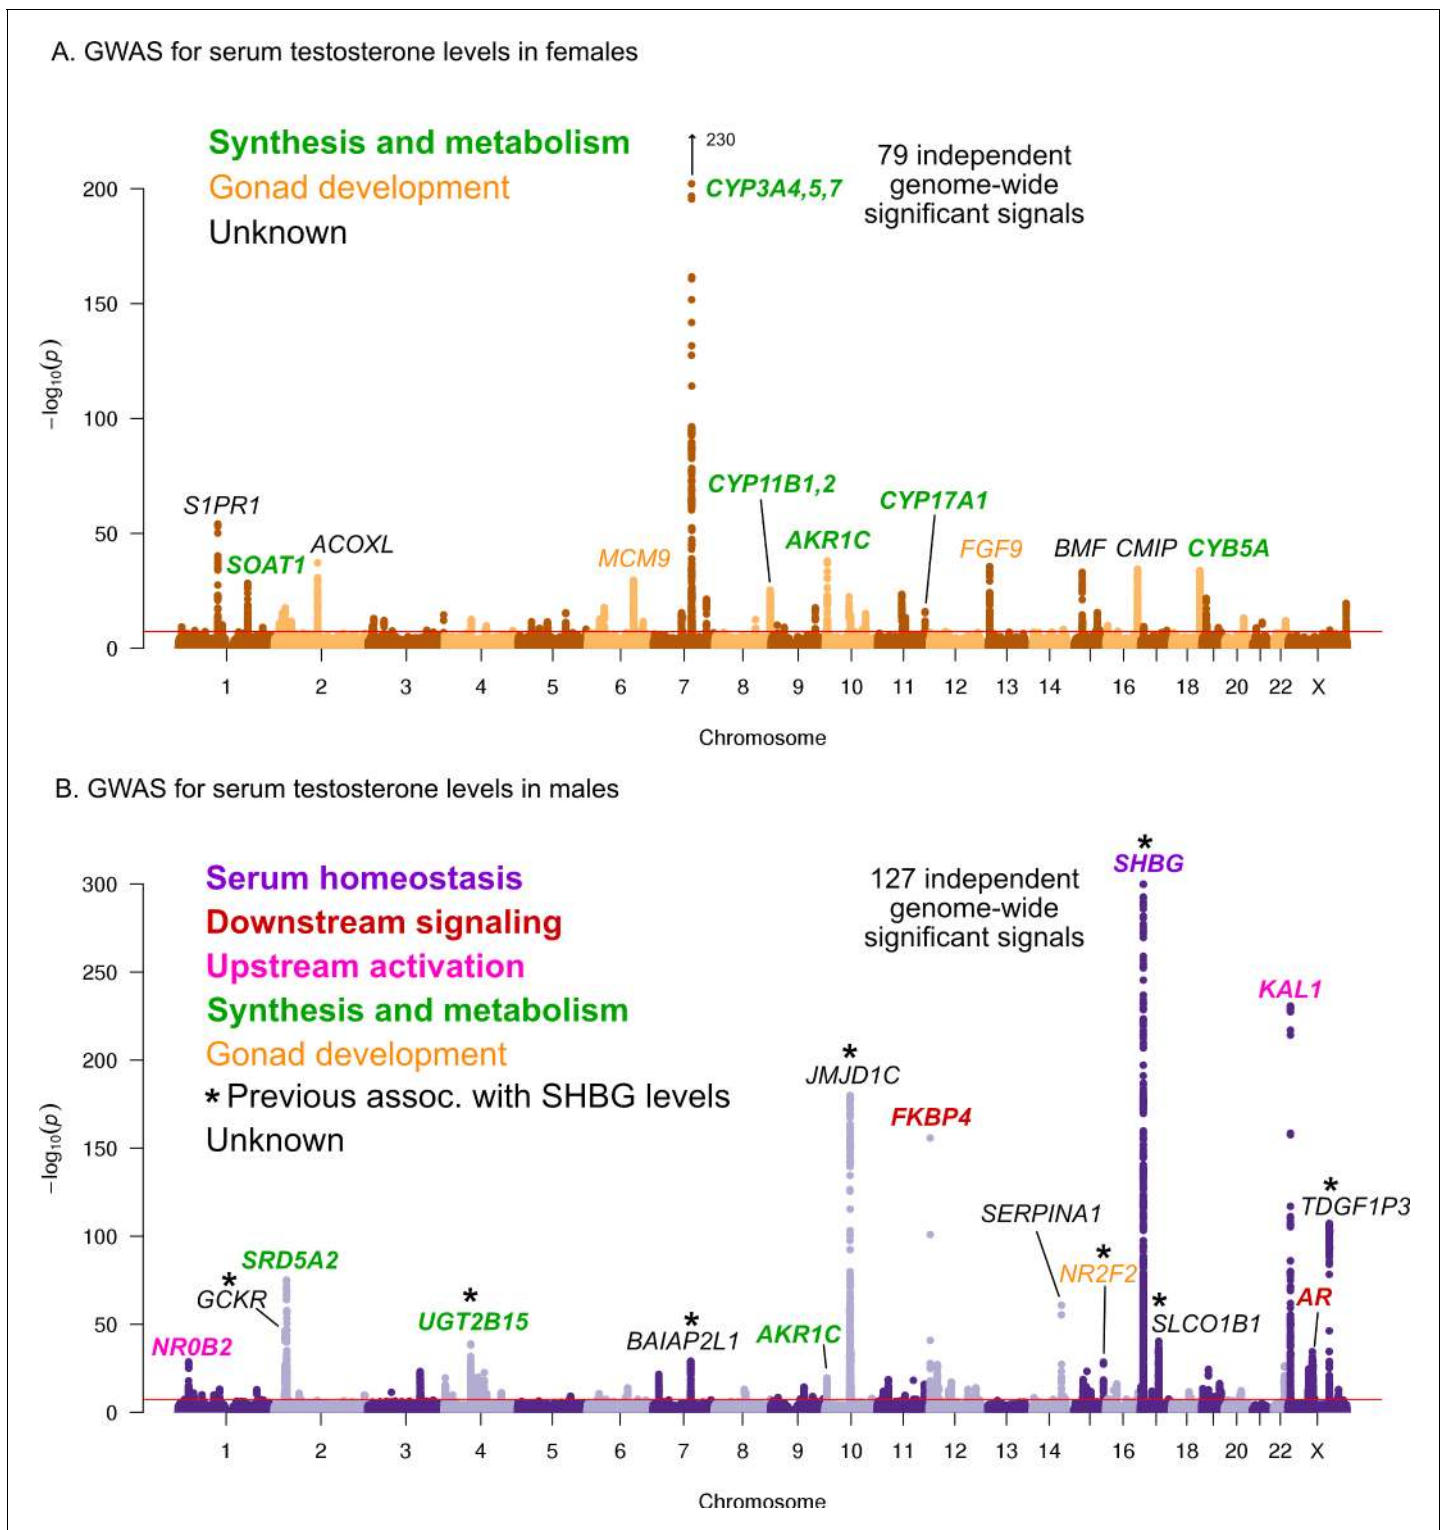 A. GWAS for serum testosterone levels in females
Synthesis and metabolism
Gonad development
Unknown
230
CYP3A4,5,7
79 independent
genome-wide
significant signals
200
150
100
50
0
−log10(p)
S1PR1
SOAT1
ACOXL
MCM9
CYP11B1,2
AKR1C
CYP17A1
FGF9
BMF
CMIP
CYB5A
1 2 3 4 5 6 7 8 9 10 11 12 13 14 16 18 20 22 X
Chromosome
B. GWAS for serum testosterone levels in males
Serum homeostasis
Downstream signaling
Upstream activation
Synthesis and metabolism
Gonad development
* Previous assoc. with SHBG levels
Unknown
127 independent
genome-wide
significant signals
300
250
200
150
100
50
0
−log10(p)
*
SHBG
KAL1
*
JMJD1C
FKBP4
*
TDGF1P3
SERPINA1
*
NR2F2
SRD5A2
*
GCKR
*
UGT2B15
*
BAIAP2L1
AKR1C
*
SLCO1B1
AR
NR0B2
1 2 3 4 5 6 7 8 9 10 11 12 13 14 16 18 20 22 X
Chromosome